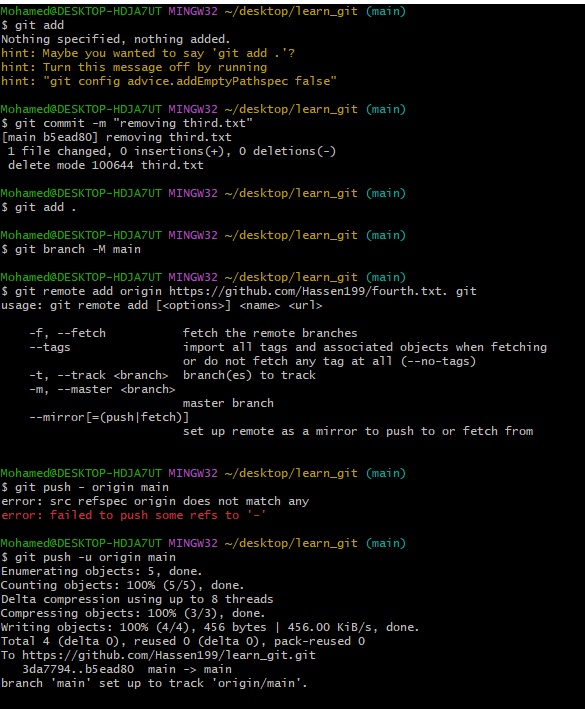 Mohamed@DESKTOP-HDJA7UT MINGW32 ~/desktop/learn_git (main)
$ git add
Nothing specified, nothing added.
hint: Maybe you wanted to say 'git add .'?
hint: Turn this message off by running
hint: "git config advice.addEmptyPathspec false"
Mohamed@DESKTOP-HDJA7UT MINGW32 ~/desktop/learn_git (main)
$ git commit -m "removing third.txt"
[main b5ead80] removing third.txt
 1 file changed, 0 insertions(+), 0 deletions(-)
 delete mode 100644 third.txt
Mohamed@DESKTOP-HDJA7UT MINGW32 ~/desktop/learn_git (main)
$ git add .
Mohamed@DESKTOP-HDJA7UT MINGW32 ~/desktop/learn_git (main)
$ git branch -M main
Mohamed@DESKTOP-HDJA7UT MINGW32 ~/desktop/learn_git (main)
$ git remote add origin https://github.com/Hassen199/fourth.txt. git
usage: git remote add [<options>] <name> <url>
    -f, --fetch           fetch the remote branches
    --tags                import all tags and associated objects when fetching
                          or do not fetch any tag at all (--no-tags)
    -t, --track <branch>  branch(es) to track
    -m, --master <branch>
                          master branch
    --mirror[=(push|fetch)]
                          set up remote as a mirror to push to or fetch from
Mohamed@DESKTOP-HDJA7UT MINGW32 ~/desktop/learn_git (main)
$ git push - origin main
error: src refspec origin does not match any
error: failed to push some refs to '-'
Mohamed@DESKTOP-HDJA7UT MINGW32 ~/desktop/learn_git (main)
$ git push -u origin main
Enumerating objects: 5, done.
Counting objects: 100% (5/5), done.
Delta compression using up to 8 threads
Compressing objects: 100% (3/3), done.
Writing objects: 100% (4/4), 456 bytes | 456.00 KiB/s, done.
Total 4 (delta 0), reused 0 (delta 0), pack-reused 0
To https://github.com/Hassen199/learn_git.git
   3da7794..b5ead80  main -> main
branch 'main' set up to track 'origin/main'.